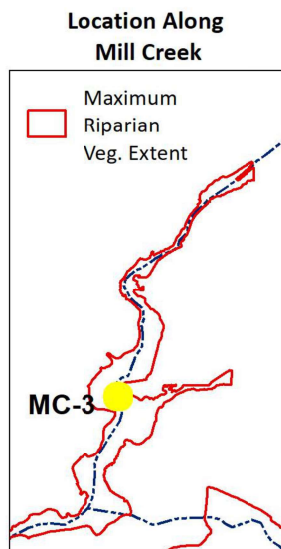 Location Along
Mill Creek
Maximum
Riparian
Veg. Extent
MC-3